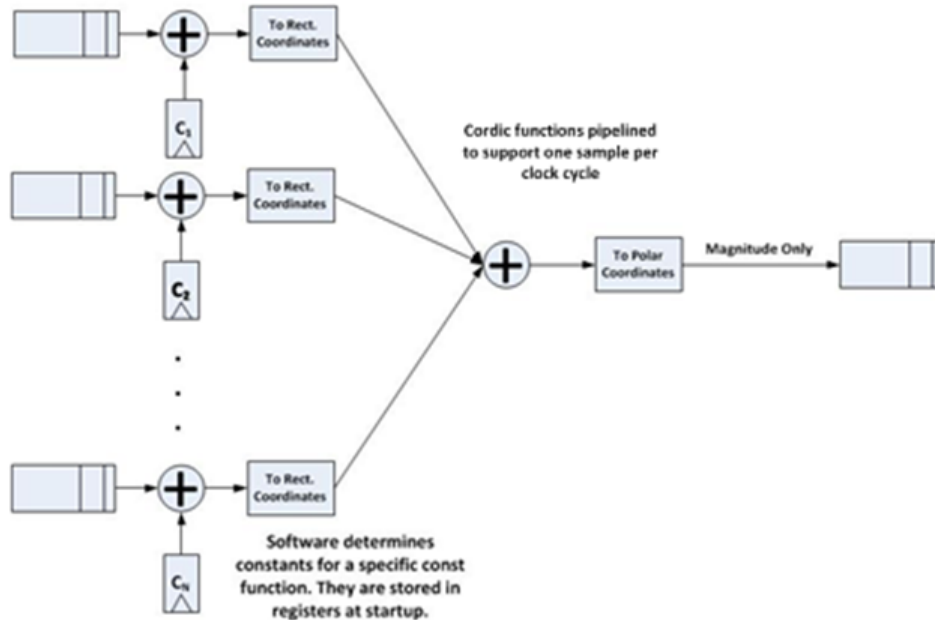 To Rect.
Coordinates
C1
Cordic functions pipelined
to support one sample per
clock cycle
To Rect.
Coordinates
C2
To Polar
Coordinates
Magnitude Only
To Rect.
Coordinates
CN
Software determines
constants for a specific const
function. They are stored in
registers at startup.